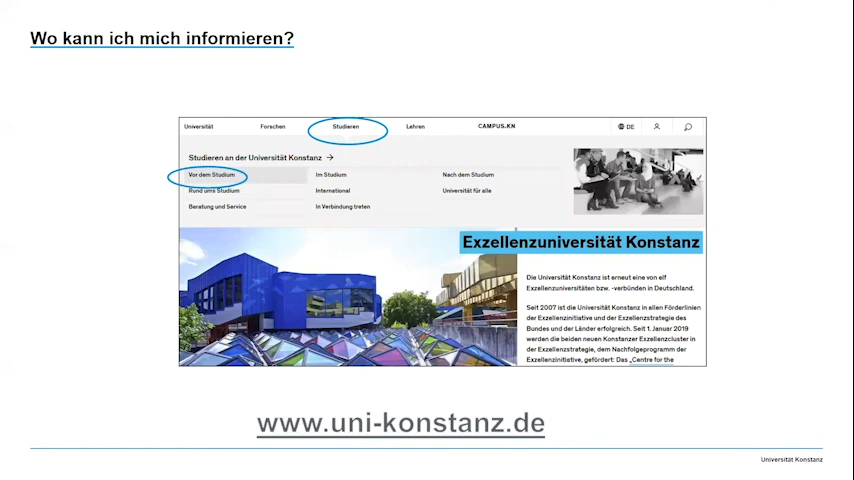 Wo kann ich mich informieren?
Universität Forschen Studieren Lehren CAMPUS.KN DE
Studieren an der Universität Konstanz →
Vor dem Studium Im Studium Nach dem Studium
Rund ums Studium International Universität für alle
Beratung und Service In Verbindung treten
Exzellenzuniversität Konstanz
Die Universität Konstanz ist erneut eine von elf
Exzellenzuniversitäten bzw. -verbünden in Deutschland.
Seit 2007 ist die Universität Konstanz in allen Förderlinien
der Exzellenzinitiative und der Exzellenzstrategie des
Bundes und der Länder erfolgreich. Seit 1. Januar 2019
werden die beiden neuen Konstanzer Exzellenzcluster in
der Exzellenzstrategie, dem Nachfolgeprogramm der
Exzellenzinitiative, gefördert: Das „Centre for the
www.uni-konstanz.de
Universität Konstanz